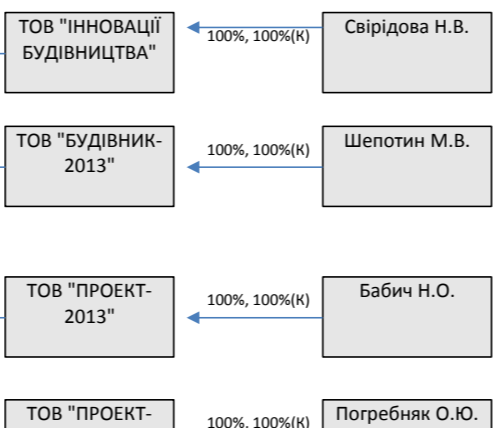 ТОВ "ІННОВАЦІЇ
БУДІВНИЦТВА"
100%, 100%(К)
Свірідова Н.В.
ТОВ "БУДІВНИК-
2013"
100%, 100%(К)
Шепотин М.В.
ТОВ "ПРОЕКТ-
2013"
100%, 100%(К)
Бабич Н.О.
ТОВ "ПРОЕКТ-
100%, 100%(К)
Погребняк О.Ю.